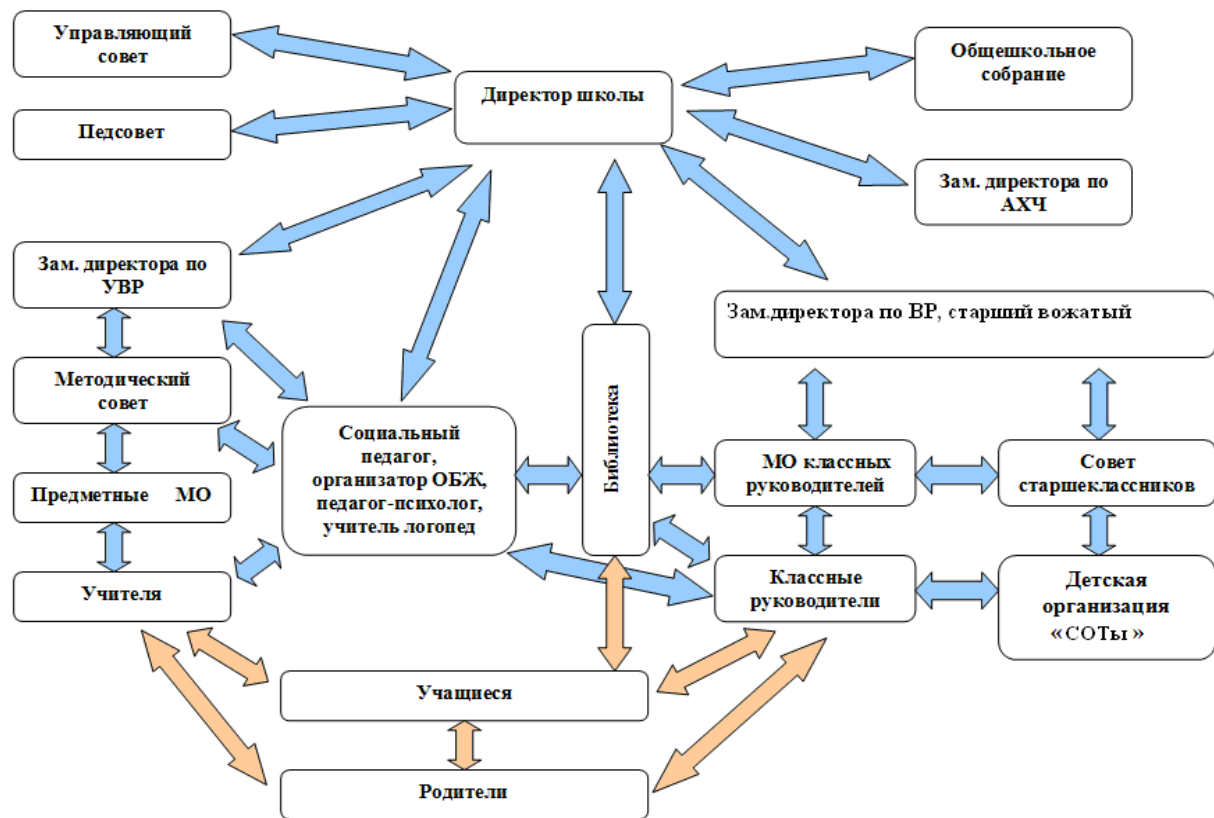 Управляющий
совет
Общешкольное
собрание
Директор школы
Педсовет
Зам. директора по
АХЧ
Зам. директора по
УВР
Зам.директора по ВР, старший вожатый
Методический
совет
Социальный
педагог,
организатор ОБЖ,
педагог-психолог,
учитель логопед
Библиотека
МО классных
руководителей
Совет
старшеклассников
Предметные МО
Учителя
Классные
руководители
Детская
организация
«СОТы »
Учащиеся
Родители